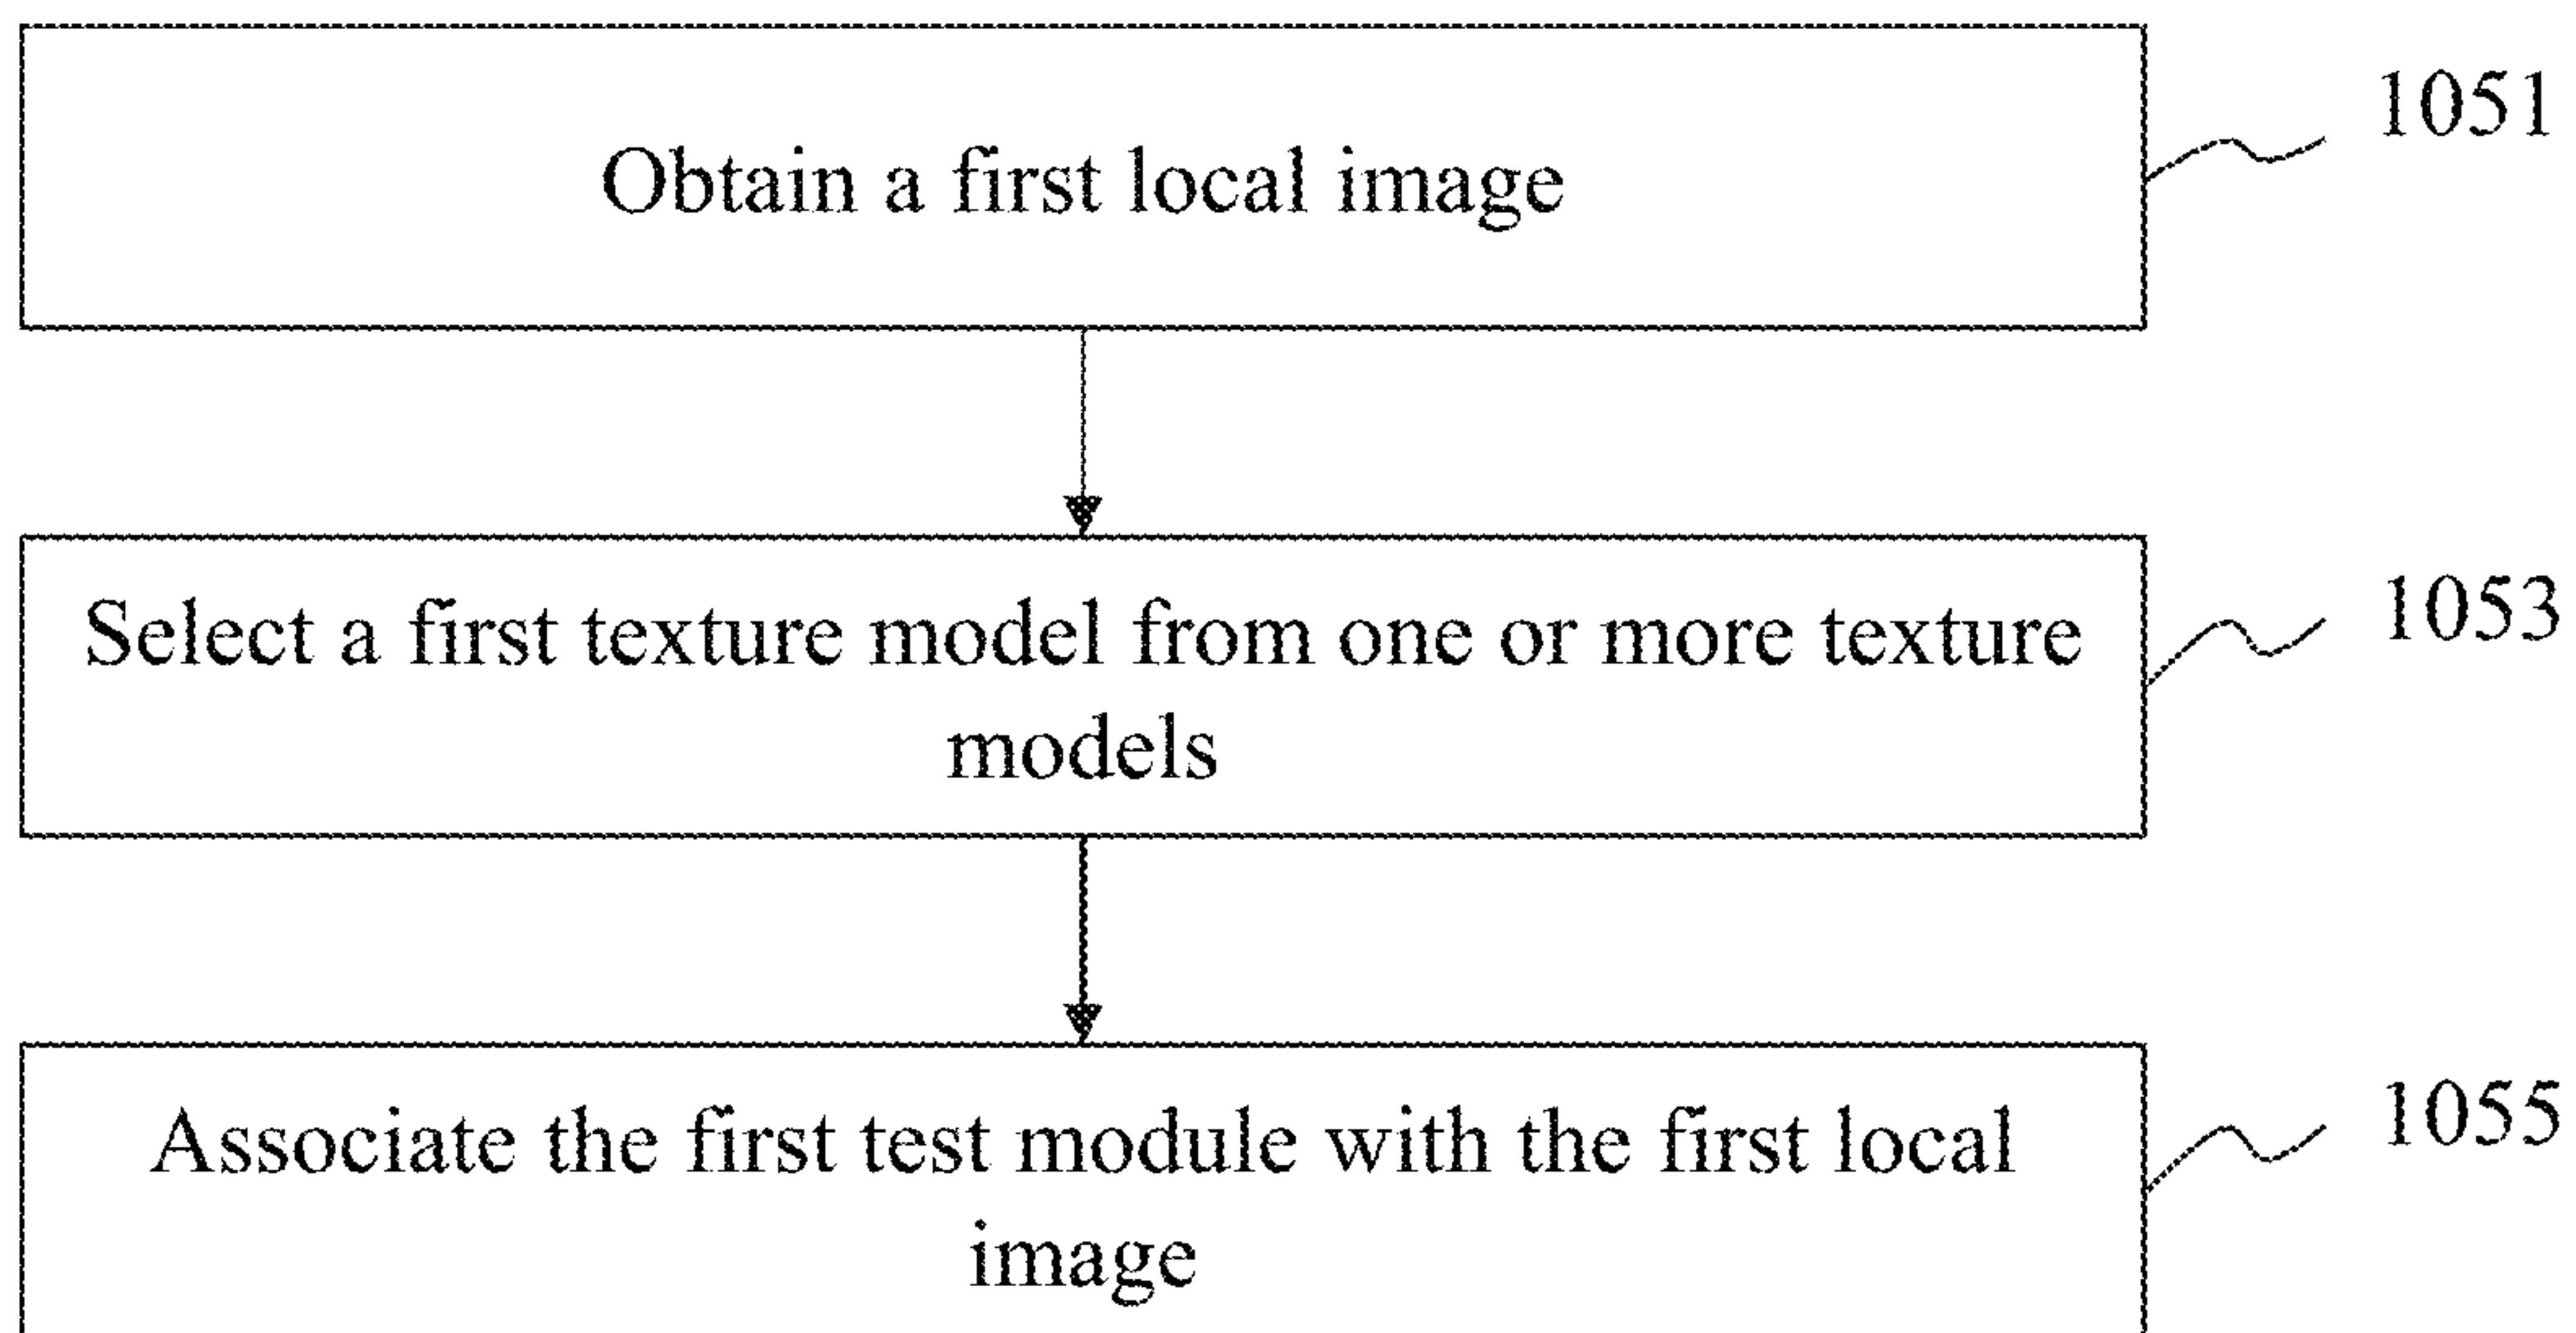 Obtain a first local image
1051
Select a first texture model from one or more texture
models
1053
Associate the first test module with the first local
image
1055